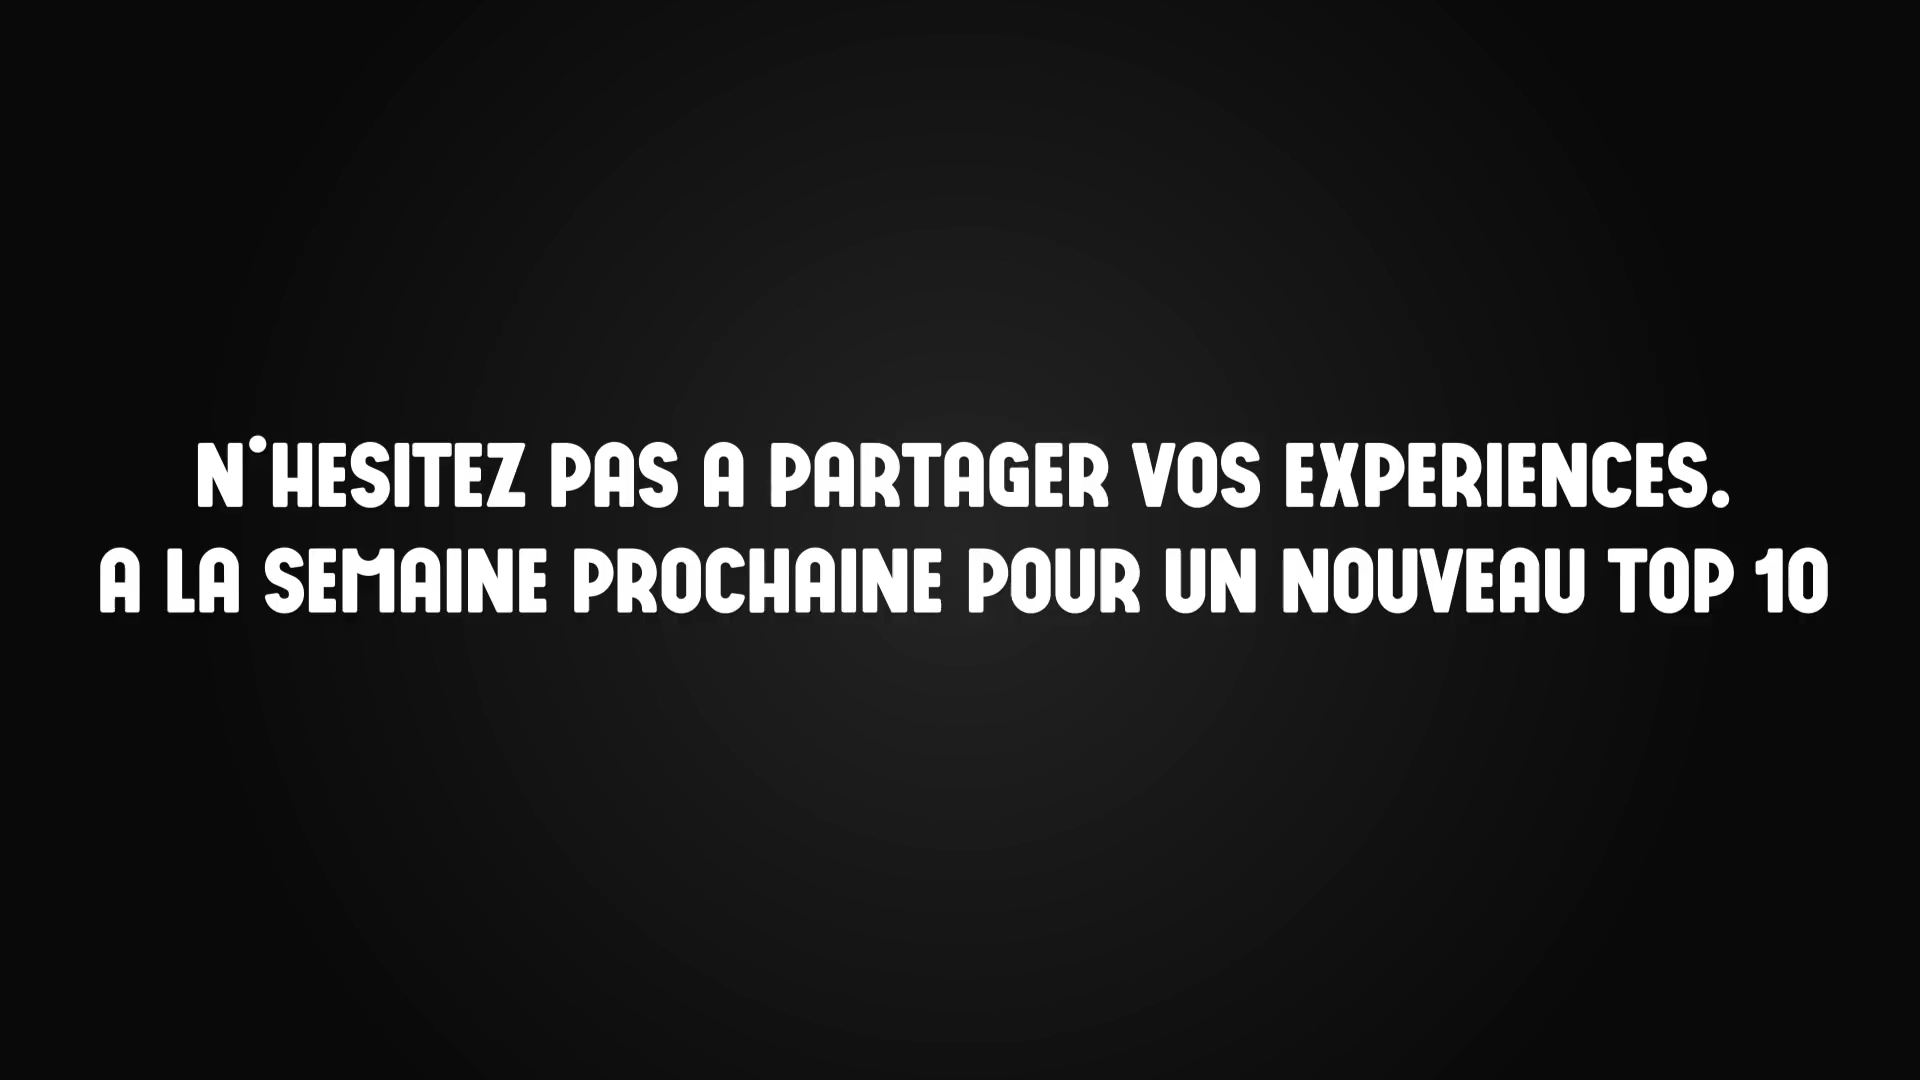 N'HESITEZ PAS A PARTAGER VOS EXPERIENCES.
A LA SEMAINE PROCHAINE POUR UN NOUVEAU TOP 10